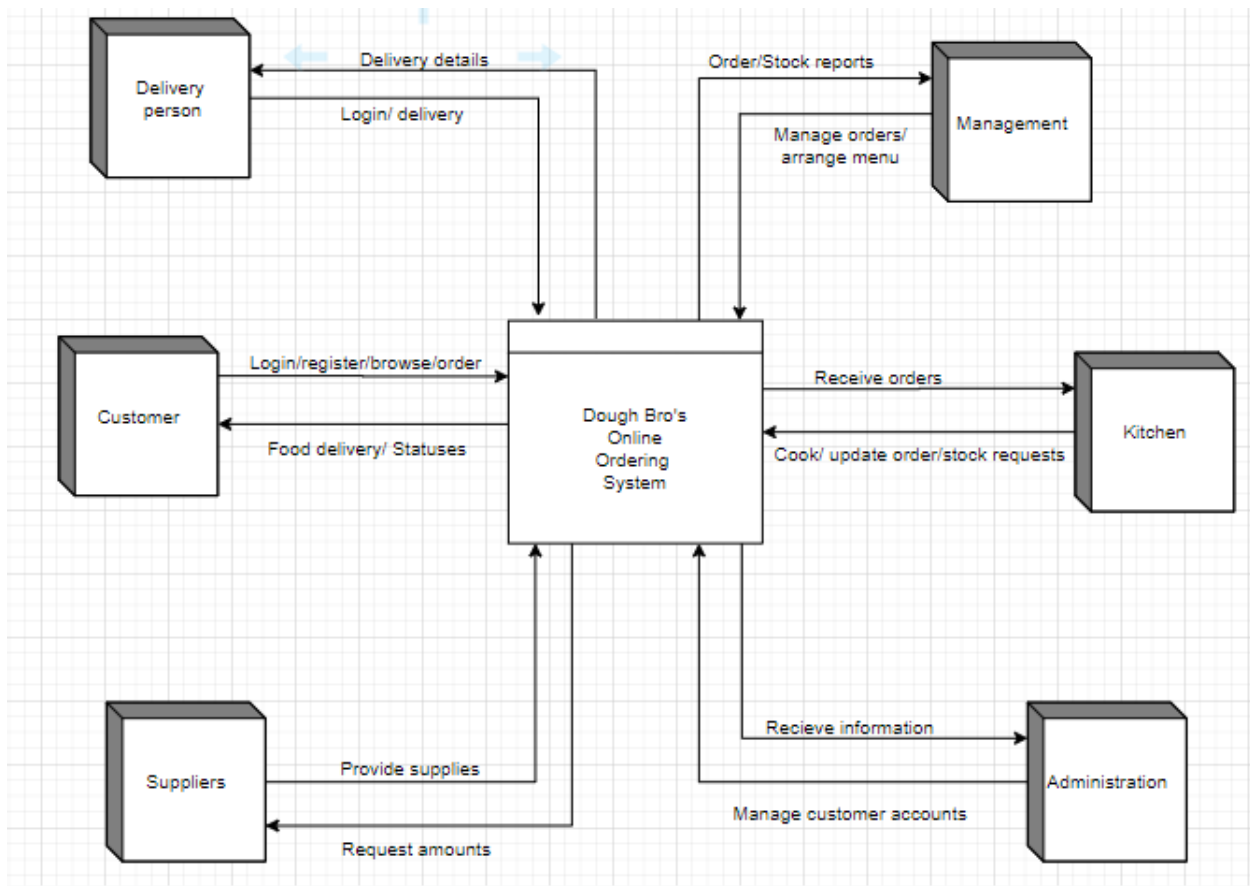 Delivery details
Order/Stock reports
Delivery
person
Login/ delivery
Management
Manage orders/
arrange menu
Login/register/browse/order
Receive orders
Customer
Dough Bro's
Online
Ordering
System
Kitchen
Food delivery/ Statuses
Cook/ update order/stock requests
Recieve information
Provide supplies
Suppliers
Administration
Manage customer accounts
Request amounts